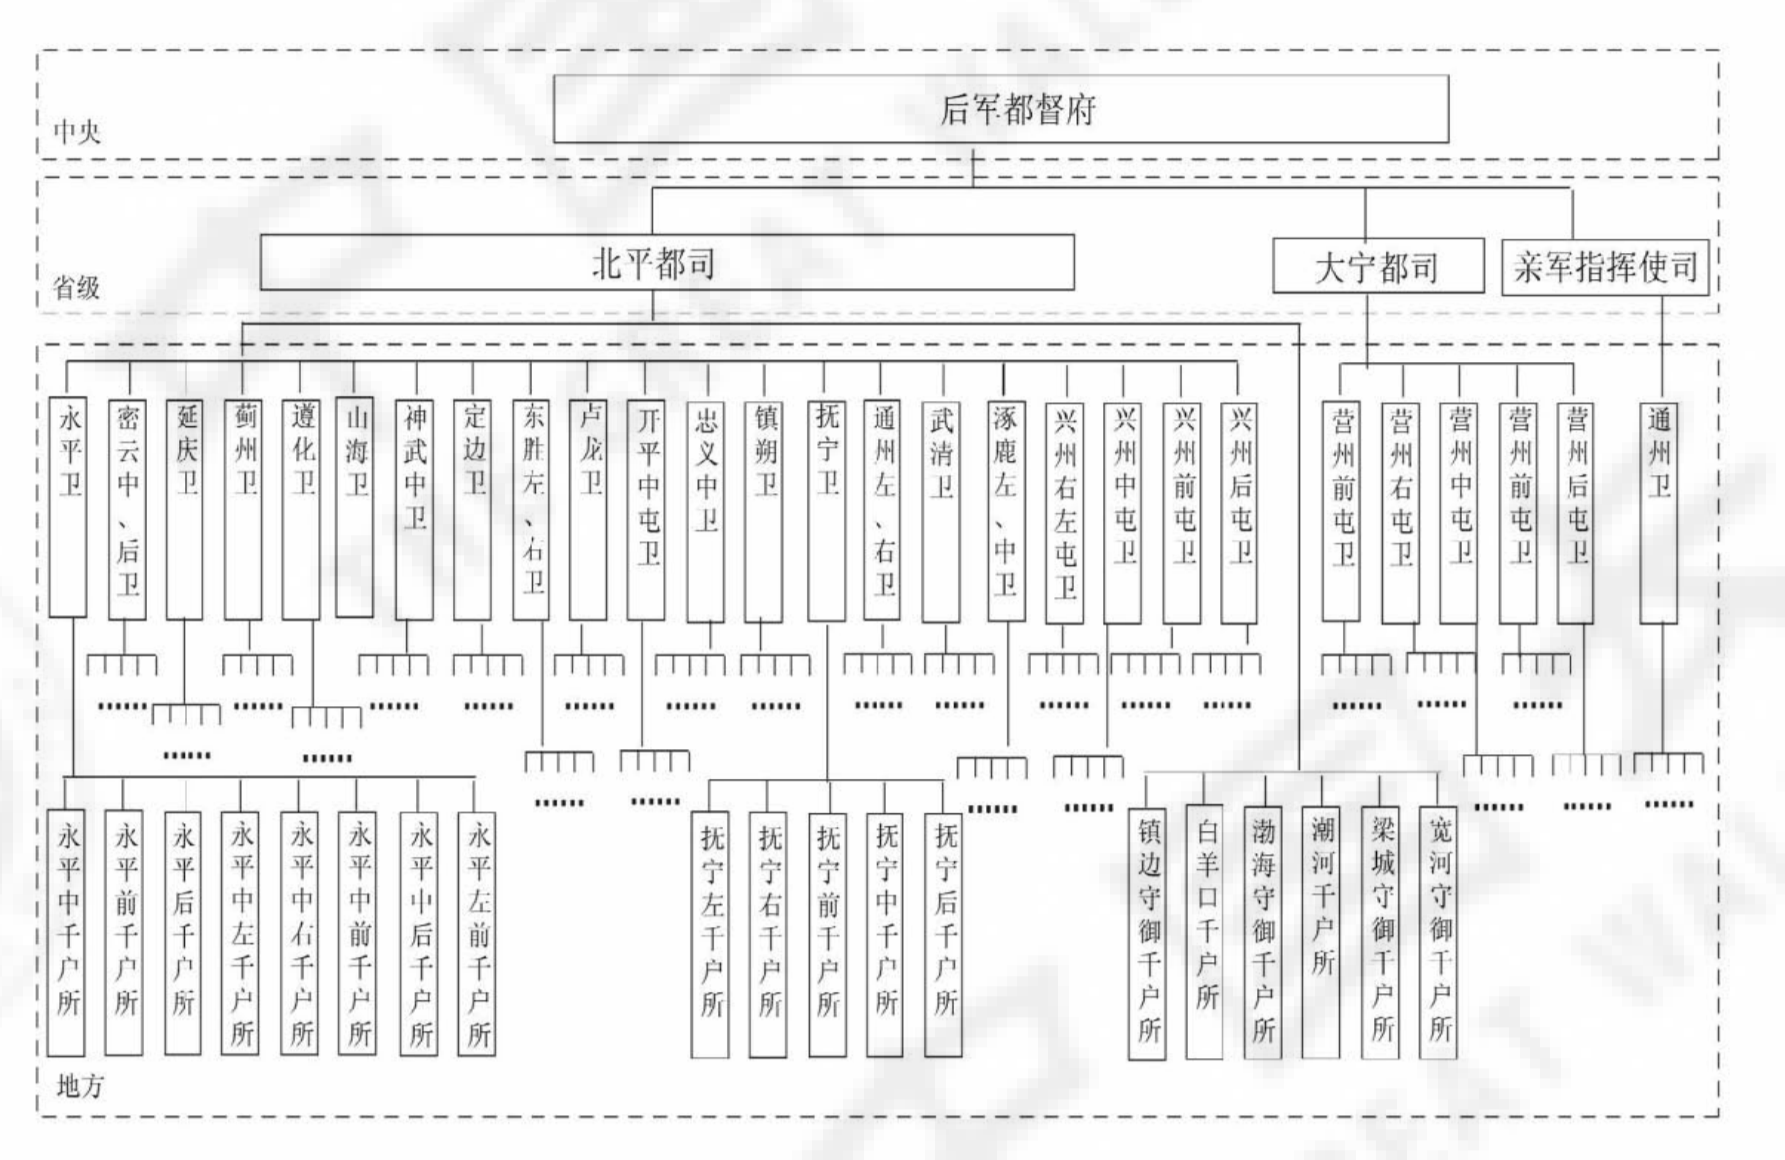 后军都督府
中央
北平都司
大宁都司
亲军指挥使司
省级
永平卫
密云中、后卫
延庆卫
蓟州卫
遵化卫
山海卫
神武中卫
定边卫
东胜左、右卫
卢龙卫
开平中屯卫
忠义中卫
镇朔卫
抚宁卫
通州左、右卫
武清卫
涿鹿左、中卫
兴州右左屯卫
兴州中屯卫
兴州前屯卫
兴州后屯卫
营州前屯卫
营州右屯卫
营州中屯卫
营州前屯卫
营州后屯卫
通州卫
永平中千户所
永平前千户所
永平后千户所
永平中左千户所
永平中右千户所
永平中前千户所
永平中后千户所
永平左前千户所
抚宁左千户所
抚宁右千户所
抚宁前千户所
抚宁中千户所
抚宁后千户所
镇边守御千户所
白羊口千户所
渤海守御千户所
潮河千户所
梁城守御千户所
宽河守御千户所
地方